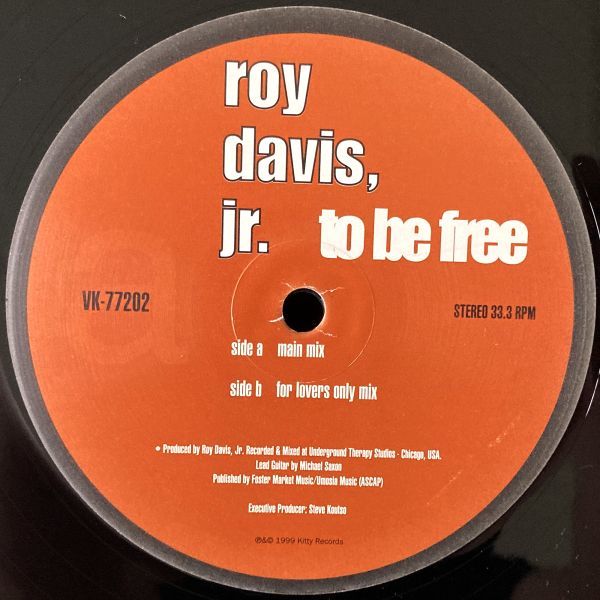 roy
davis,
jr. to be free
VK-77202
STEREO 33.3 RPM
side a main mix
side b for lovers only mix
• Produced by Roy Davis, Jr. Recorded & Mixed at Underground Therapy Studios - Chicago, USA.
Lead Guitar by Michael Saxon
Published by Foster Market Music/Umosia Music (ASCAP)
Executive Producer: Steve Koutso
℗&© 1999 Kitty Records